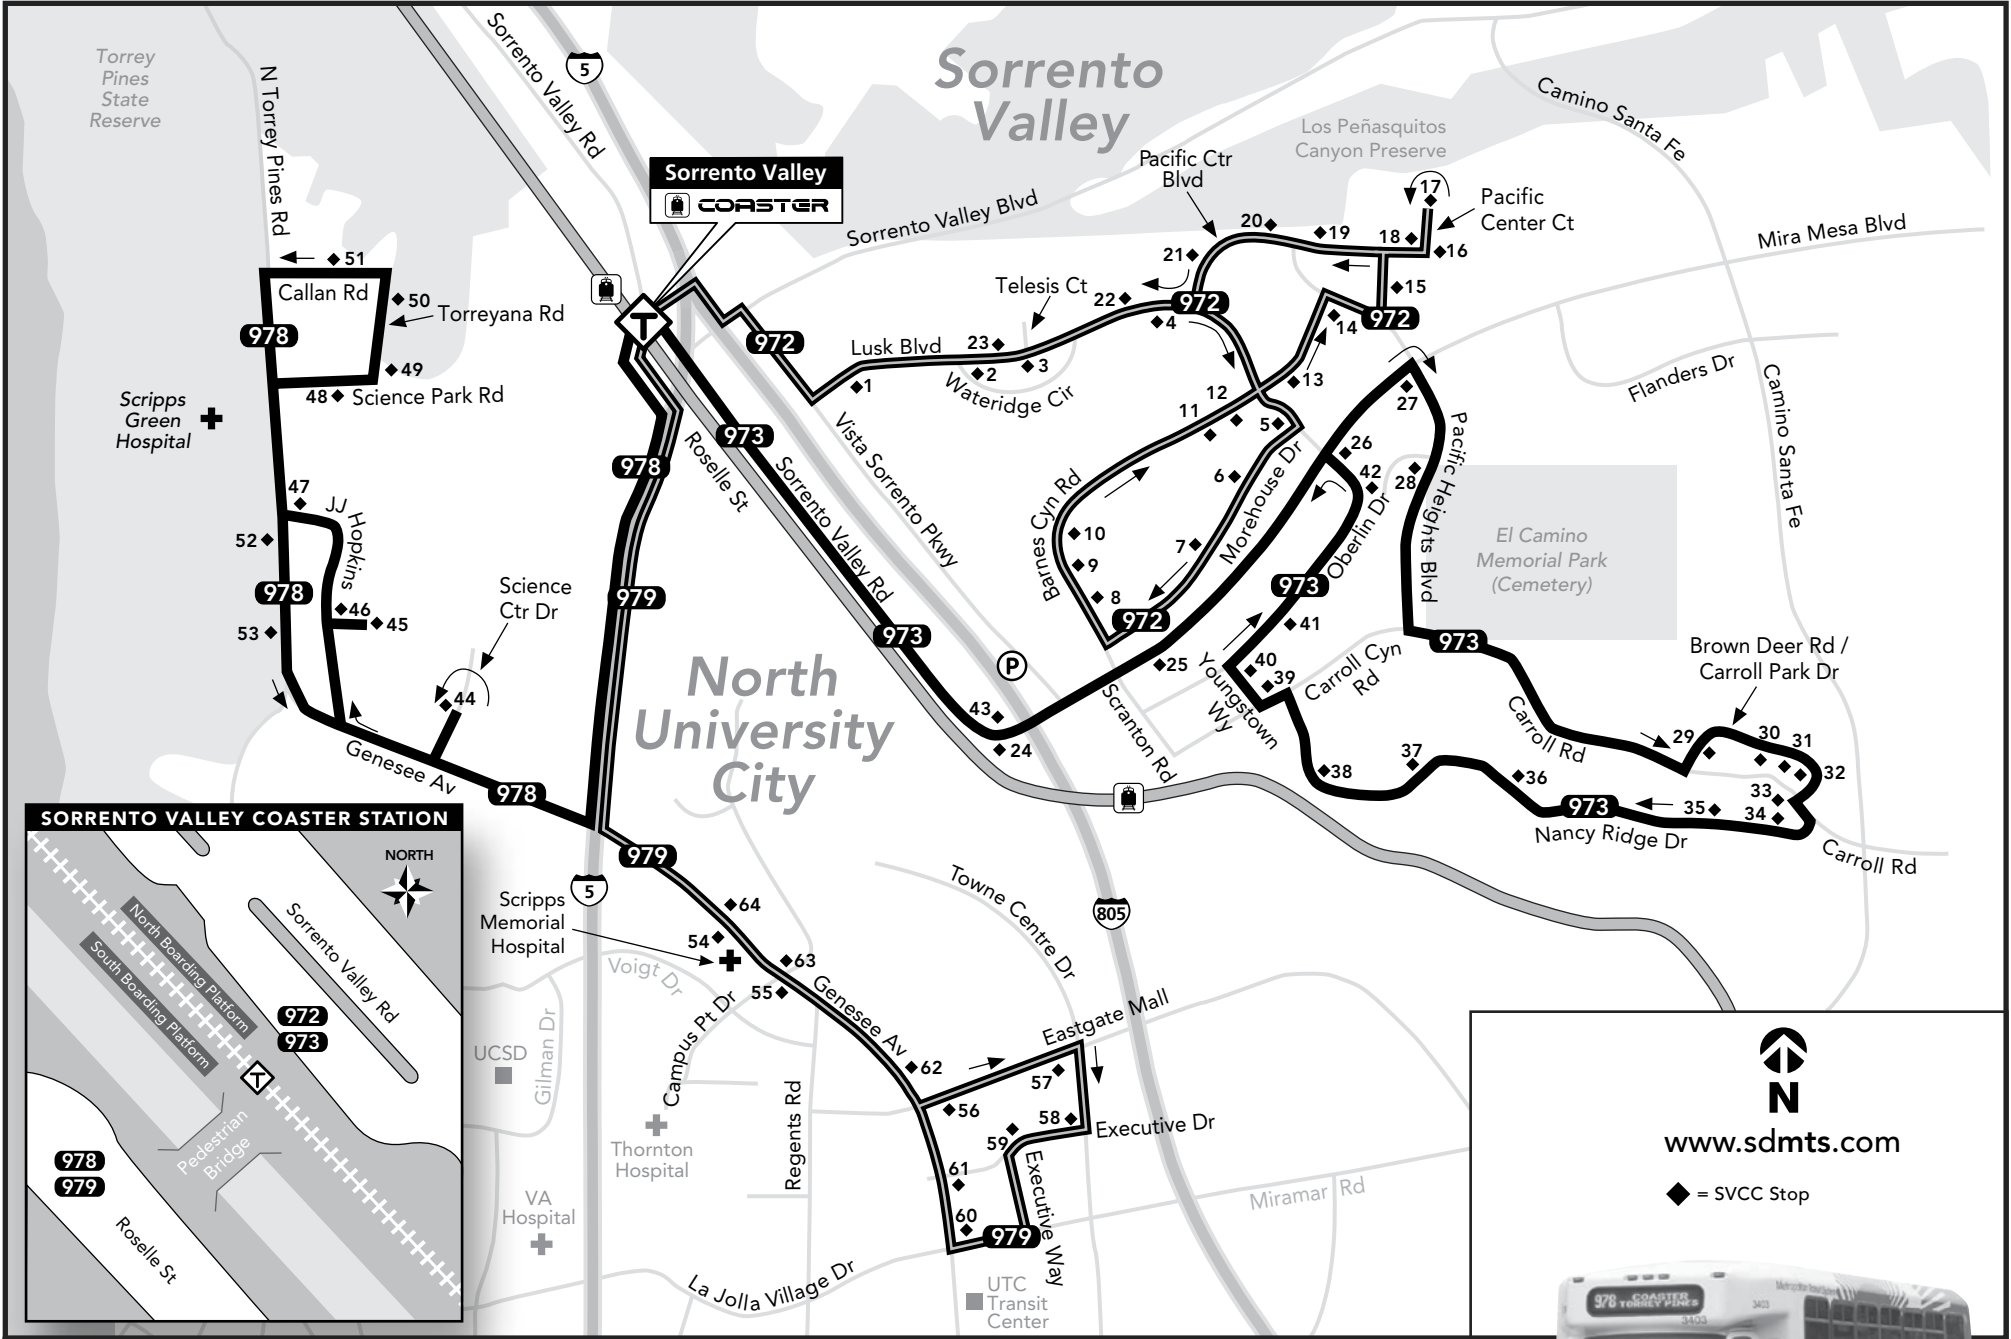 Torrey
Pines
State
Reserve
N Torrey Pines Rd
Sorrento Valley Rd
5
Sorrento
Valley
Los Peñasquitos
Canyon Preserve
Camino Santa Fe
Sorrento Valley
COASTER
Sorrento Valley Blvd
Pacific Ctr
Blvd
17
Pacific
Center Ct
Mira Mesa Blvd
20
19
18
16
21
15
51
Callan Rd
50
Torreyana Rd
978
49
48
Science Park Rd
Scripps
Green
Hospital
T
972
Telesis Ct
22
972
4
14
972
Lusk Blvd
23
3
2
1
Wateridge Cir
13
12
11
5
27
Flanders Dr
Camino Santa Fe
978
973
Roselle St
Vista Sorrento Pkwy
Sorrento Valley Rd
6
Morehouse Dr
26
42
28
Pacific Heights Blvd
47
JJ
Hopkins
52
Barnes Cyn Rd
10
9
8
7
972
Oberlin Dr
973
El Camino
Memorial Park
(Cemetery)
978
46
45
53
Science
Ctr Dr
44
979
973
P
41
40
39
Youngstown
Wy
Carroll Cyn
Rd
973
Brown Deer Rd /
Carroll Park Dr
25
Scranton Rd
North
University
City
43
24
Carroll Rd
29
30
31
32
33
34
35
36
37
38
973
Nancy Ridge Dr
Carroll Rd
Genesee Av
978
979
5
805
Scripps
Memorial
Hospital
64
54
63
55
Voigt Dr
Genesee Av
Campus Pt Dr
Towne Centre Dr
Eastgate Mall
UCSD
Gilman Dr
62
57
56
58
Executive Dr
59
Thornton
Hospital
Regents Rd
61
60
979
Executive Way
VA
Hospital
Miramar Rd
La Jolla Village Dr
UTC
Transit
Center
SORRENTO VALLEY COASTER STATION
NORTH
North Boarding Platform
South Boarding Platform
Sorrento Valley Rd
972
973
T
Pedestrian
Bridge
978
979
Roselle St
N
www.sdmts.com
= SVCC Stop
978 COASTER
TORREY PINES
3403
3403